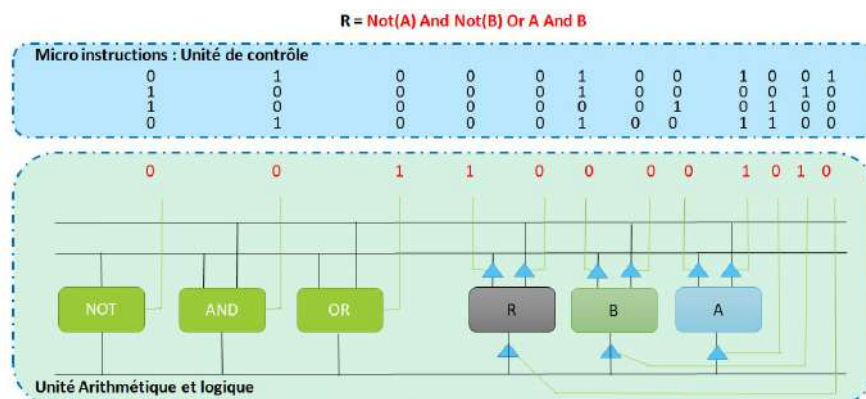 R = Not(A) And Not(B) Or A And B
Micro instructions : Unité de contrôle
0 1 0 0 0 1 0 0 1 0 0 1
1 0 0 0 0 1 0 0 0 0 1 0
1 0 0 0 0 0 0 1 0 1 0 0
0 1 0 0 0 1 0 0 1 1 0 0
0 0 1 1 0 0 0 0 1 0 1 0
NOT AND OR R B A
Unité Arithmétique et logique